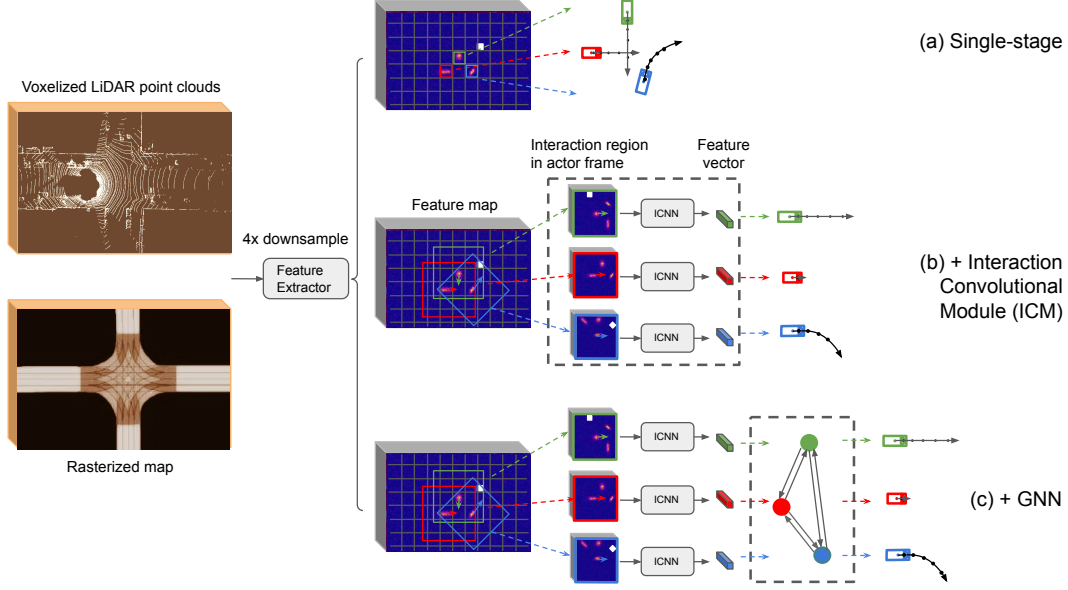 Voxelized LiDAR point clouds
Rasterized map
4x downsample
Feature
Extractor
(a) Single-stage
Feature map
Interaction region
in actor frame
Feature
vector
ICNN
ICNN
ICNN
(b) + Interaction
Convolutional
Module (ICM)
ICNN
ICNN
ICNN
(c) + GNN